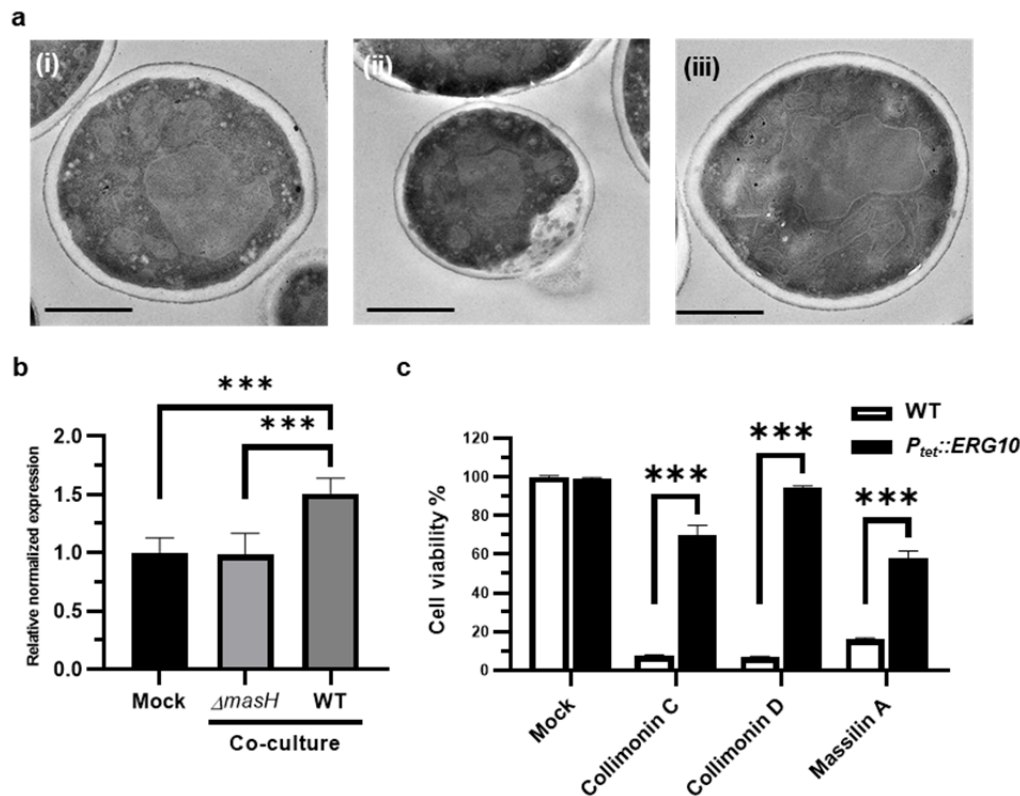 a
(i)
(ii)
(iii)
b
***
***
Relative normalized expression
2.0
1.5
1.0
0.5
0.0
Mock
ΔmasH
WT
Co-culture
c
WT
Ptet::ERG10
Cell viability %
120
100
80
60
40
20
0
***
***
***
Mock
Collimonin C
Collimonin D
Massilin A